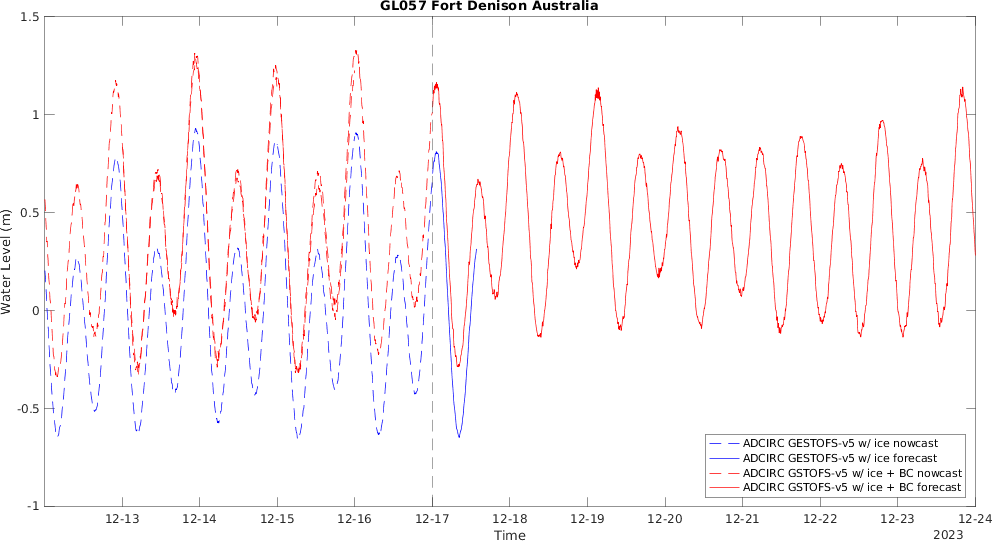 GL057 Fort Denison Australia
1.5
1
0.5
0
-0.5
-1
Water Level (m)
12-13
12-14
12-15
12-16
12-17
12-18
12-19
12-20
12-21
12-22
12-23
12-24
Time
2023
ADCIRC GESTOFS-v5 w/ ice nowcast
ADCIRC GESTOFS-v5 w/ ice forecast
ADCIRC GSTOFS-v5 w/ ice + BC nowcast
ADCIRC GSTOFS-v5 w/ ice + BC forecast